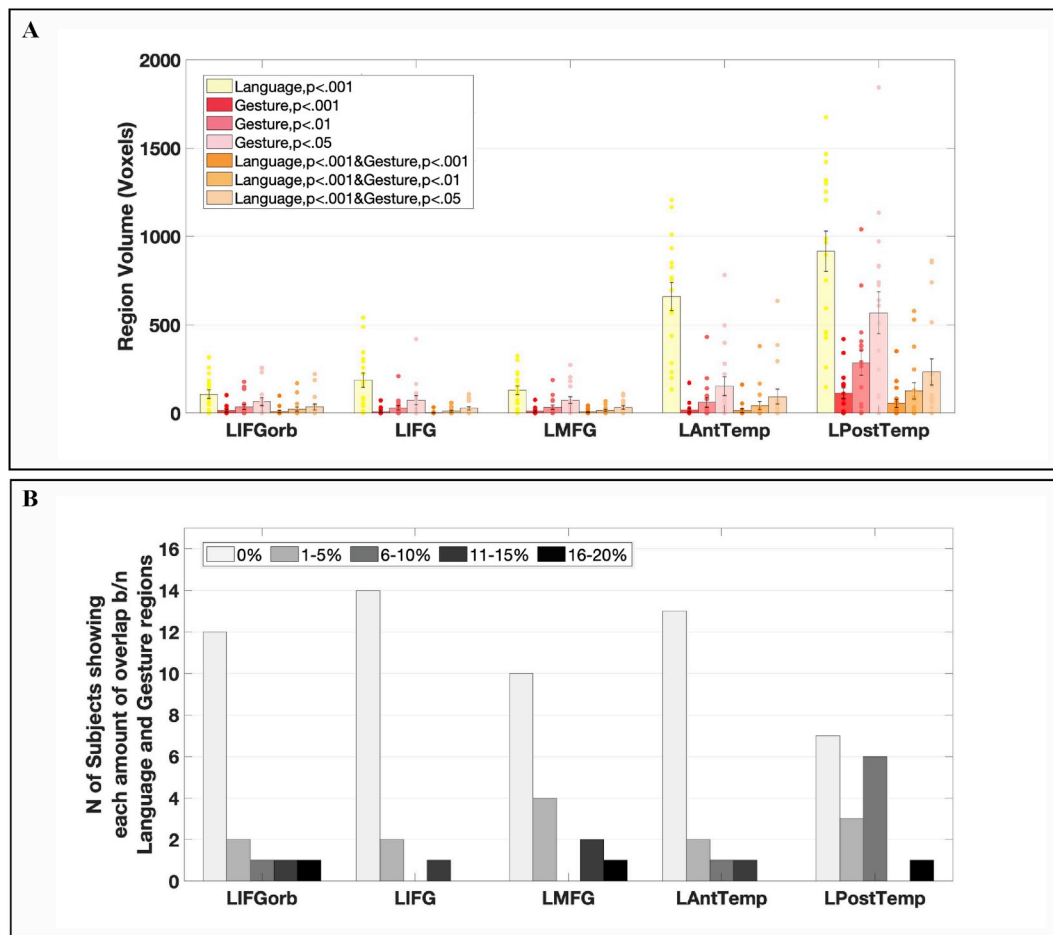 A
2000
1500
1000
500
0
Region Volume (Voxels)
Language,p<.001
Gesture,p<.001
Gesture,p<.01
Gesture,p<.05
Language,p<.001&Gesture,p<.001
Language,p<.001&Gesture,p<.01
Language,p<.001&Gesture,p<.05
LIFGorb LIFG LMFG LAntTemp LPostTemp
B
N of Subjects showing
each amount of overlap b/n
Language and Gesture regions
16
14
12
10
8
6
4
2
0
0% 1-5% 6-10% 11-15% 16-20%
LIFGorb LIFG LMFG LAntTemp LPostTemp